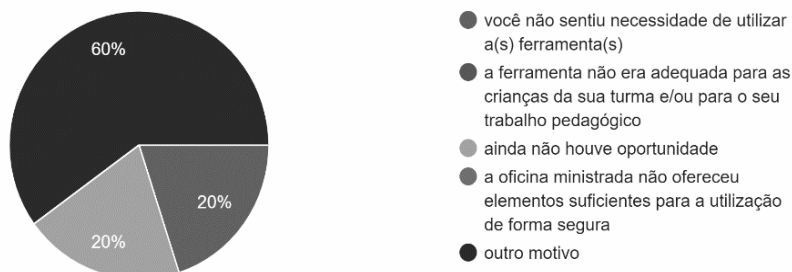 60%
20%
20%
você não sentiu necessidade de utilizar
a(s) ferramenta(s)
a ferramenta não era adequada para as
crianças da sua turma e/ou para o seu
trabalho pedagógico
ainda não houve oportunidade
a oficina ministrada não ofereceu
elementos suficientes para a utilização
de forma segura
outro motivo